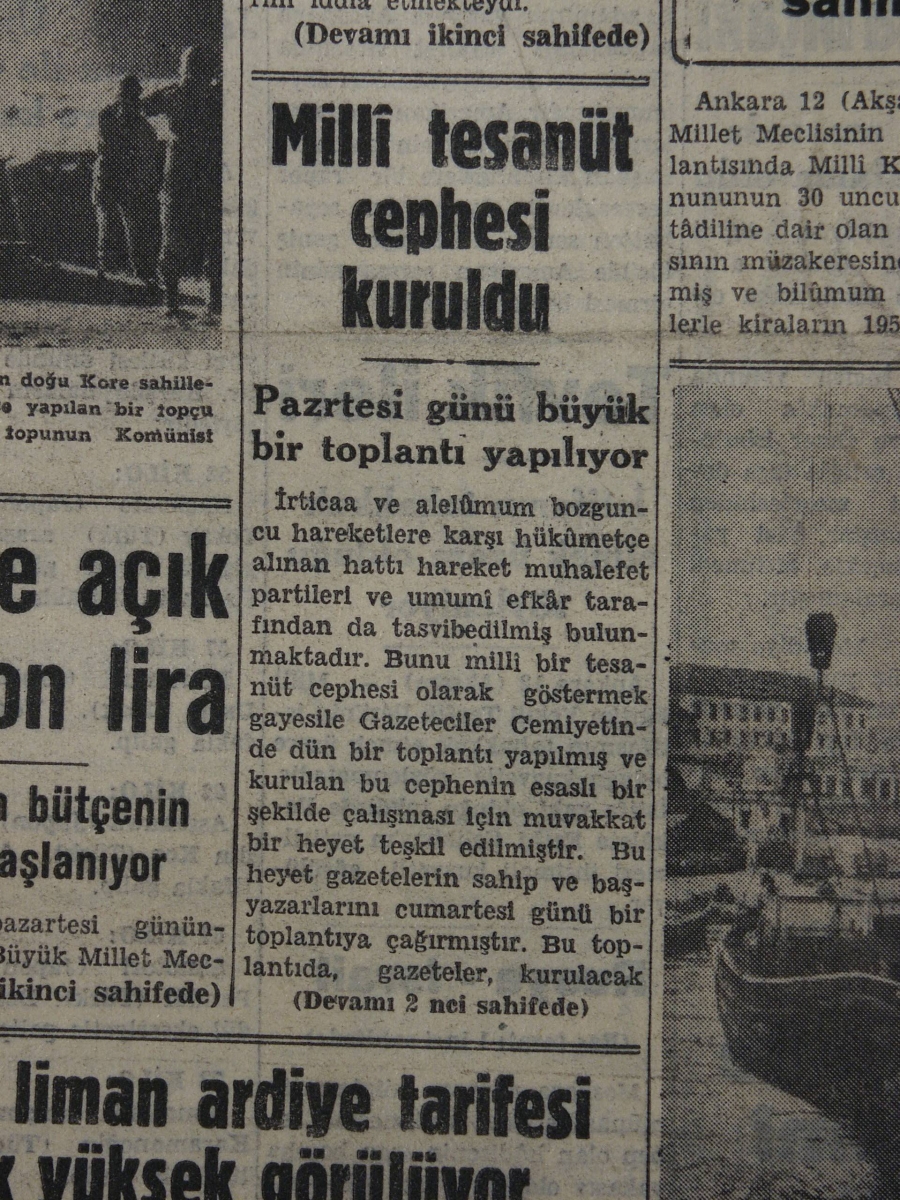 (Devamı ikinci sahifede)
Millî tesanüt
cephesi
kuruldu
Pazrtesi günü büyük
bir toplantı yapılıyor
İrticaa ve alelûmum bozgun-
cu hareketlere karşı hükûmetçe
alınan hattı hareket muhalefet
partileri ve umumî efkâr tara-
fından da tasvibedilmiş bulun-
maktadır. Bunu millî bir tesa-
nüt cephesi olarak göstermek
gayesile Gazeteciler Cemiyetin-
de dün bir toplantı yapılmış ve
kurulan bu cephenin esaslı bir
şekilde çalışması için muvakkat
bir heyet teşkil edilmiştir. Bu
heyet gazetelerin sahip ve baş-
yazarlarını cumartesi günü bir
toplantıya çağırmıştır. Bu top-
lantıda, gazeteler, kurulacak
(Devamı 2 nci sahifede)
doğu Kore sahille-
yapılan bir topçu
topunun Komünist
açık
lira
bütçenin
aşlanıyor
pazartesi günün-
Büyük Millet Mec-
ikinci sahifede)
liman ardiye tarifesi
yüksek görülüyor
Ankara 12 (Akş
Millet Meclisinin
lantısında Millî K
nununun 30 uncu
tâdiline dair olan
sının müzakeresin
miş ve bilûmum
lerle kiraların 195